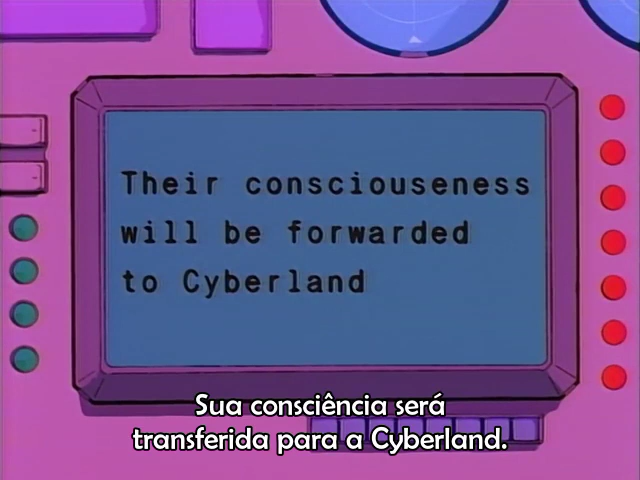 Their consciouseness
will be forwarded
to Cyberland
Sua consciência será
transferida para a Cyberland.